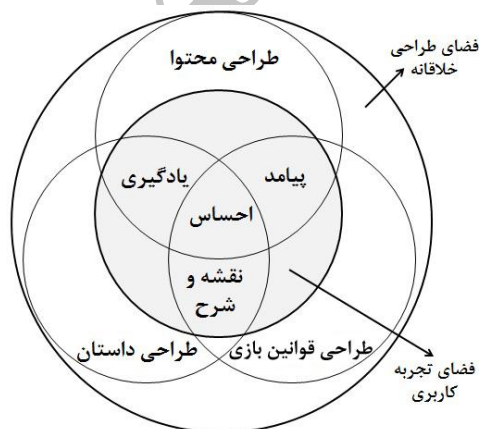 طراحی محتوا
فضای طراحی
خلاقانه
یادگیری
پیامد
احساس
نقشه و
شرح
طراحی قوانین بازی
طراحی داستان
فضای تجربه
کاربری